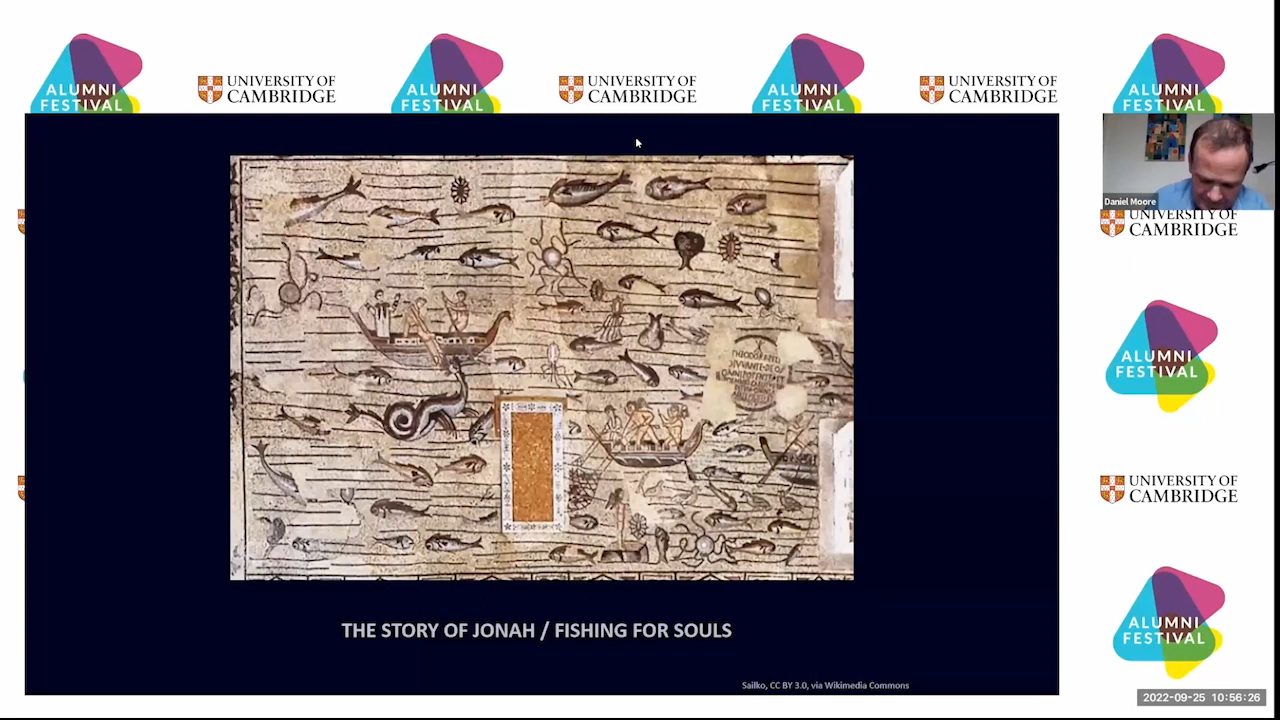 ALUMNI
FESTIVAL
UNIVERSITY OF
CAMBRIDGE
ALUMNI
FESTIVAL
UNIVERSITY OF
CAMBRIDGE
ALUMNI
FESTIVAL
UNIVERSITY OF
CAMBRIDGE
ALUMNI
FESTIVAL
Daniel Moore
UNIVERSITY OF
CAMBRIDGE
ALUMNI
FESTIVAL
UNIVERSITY OF
CAMBRIDGE
THE STORY OF JONAH / FISHING FOR SOULS
ALUMNI
FESTIVAL
Sailko, CC BY 3.0, via Wikimedia Commons
2022-09-25 10:56:26